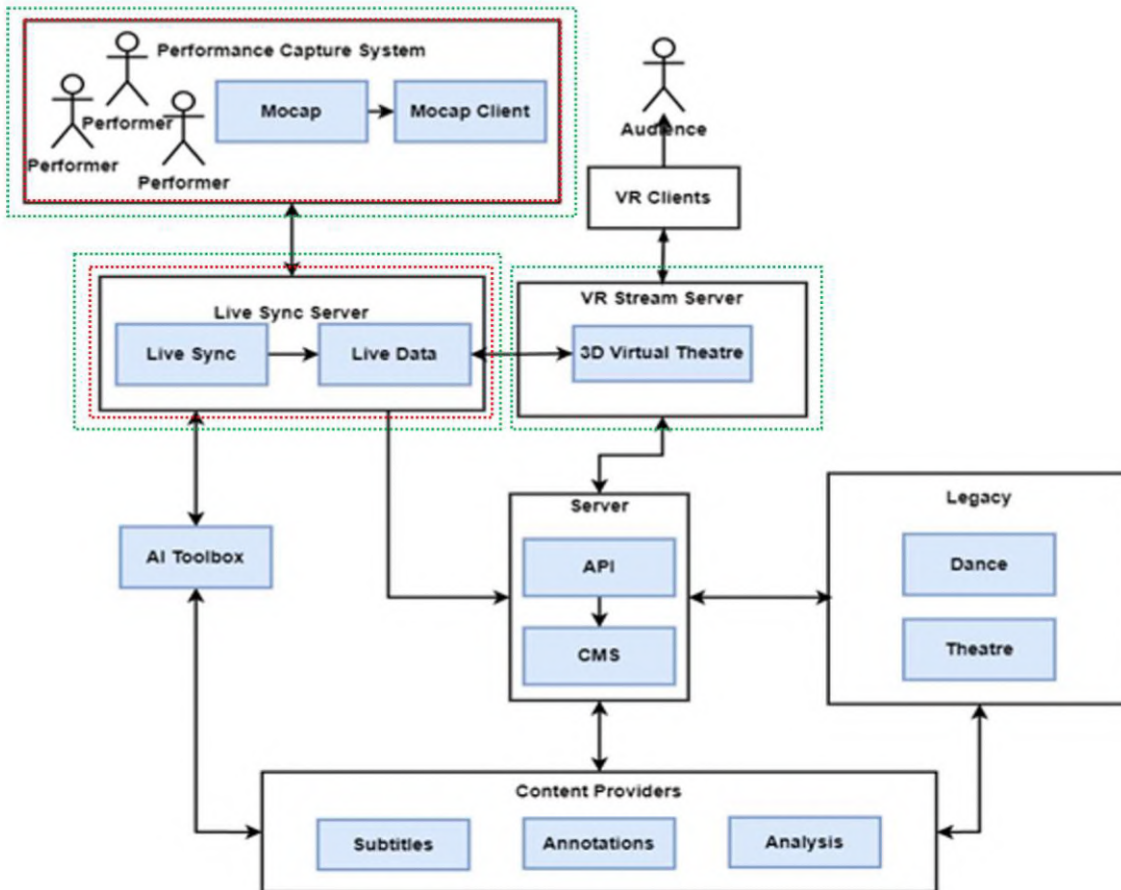 Performance Capture System
Mocap
Mocap Client
Performer
Performer
Performer
Audience
VR Clients
Live Sync Server
Live Sync
Live Data
VR Stream Server
3D Virtual Theatre
AI Toolbox
Server
API
CMS
Legacy
Dance
Theatre
Content Providers
Subtitles
Annotations
Analysis